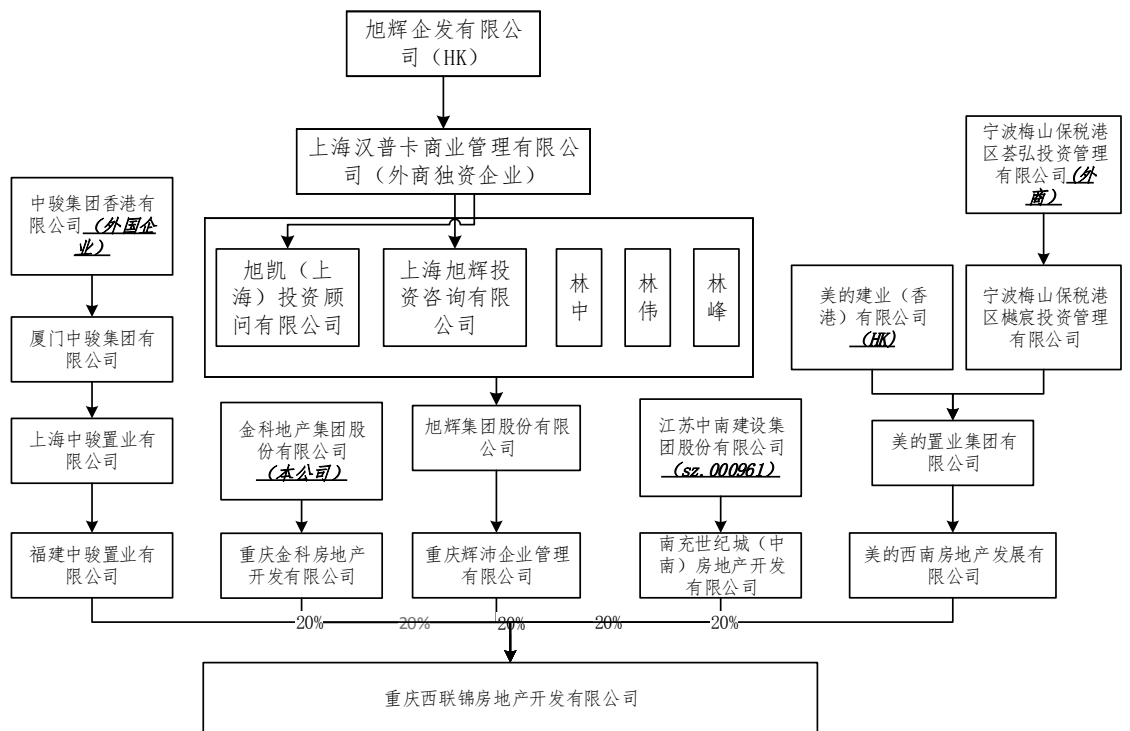 旭辉企发有限公
司（HK）
上海汉普卡商业管理有限公
司（外商独资企业）
宁波梅山保税港
区荟弘投资管理
有限公司（外
商）
中骏集团香港有
限公司（外国企
业）
旭凯（上
海）投资顾
问有限公司
上海旭辉投
资咨询有限
公司
林
中
林
伟
林
峰
美的建业（香
港）有限公司
（HK）
宁波梅山保税港
区樾宸投资管理
有限公司
厦门中骏集团有
限公司
上海中骏置业有
限公司
金科地产集团股
份有限公司
（本公司）
旭辉集团股份有限
公司
江苏中南建设集
团股份有限公司
（sz.000961）
美的置业集团有
限公司
福建中骏置业有
限公司
重庆金科房地产
开发有限公司
重庆辉沛企业管
理有限公司
南充世纪城（中
南）房地产开发
有限公司
美的西南房地产发展有
限公司
20%
20%
20%
20%
20%
重庆西联锦房地产开发有限公司